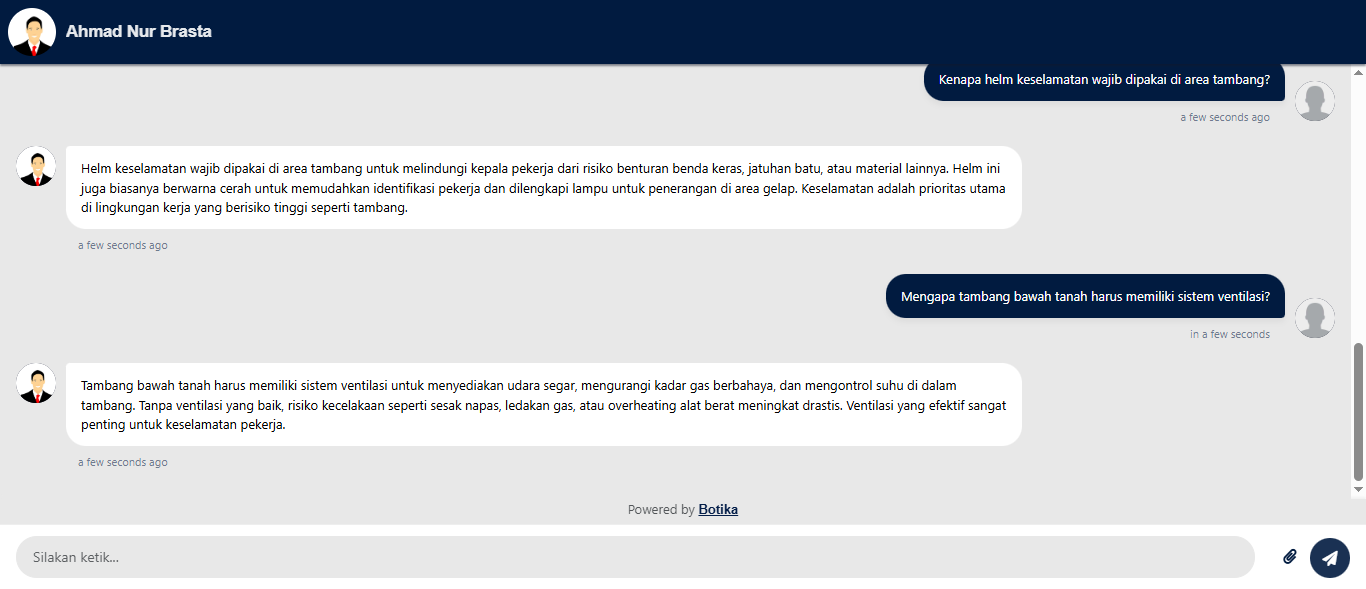 Ahmad Nur Brasta
Kenapa helm keselamatan wajib dipakai di area tambang?
a few seconds ago
Helm keselamatan wajib dipakai di area tambang untuk melindungi kepala pekerja dari risiko benturan benda keras, jatuhan batu, atau material lainnya. Helm ini
juga biasanya berwarna cerah untuk memudahkan identifikasi pekerja dan dilengkapi lampu untuk penerangan di area gelap. Keselamatan adalah prioritas utama
di lingkungan kerja yang berisiko tinggi seperti tambang.
a few seconds ago
Mengapa tambang bawah tanah harus memiliki sistem ventilasi?
in a few seconds
Tambang bawah tanah harus memiliki sistem ventilasi untuk menyediakan udara segar, mengurangi kadar gas berbahaya, dan mengontrol suhu di dalam
tambang. Tanpa ventilasi yang baik, risiko kecelakaan seperti sesak napas, ledakan gas, atau overheating alat berat meningkat drastis. Ventilasi yang efektif sangat
penting untuk keselamatan pekerja.
a few seconds ago
Powered by Botika
Silakan ketik...